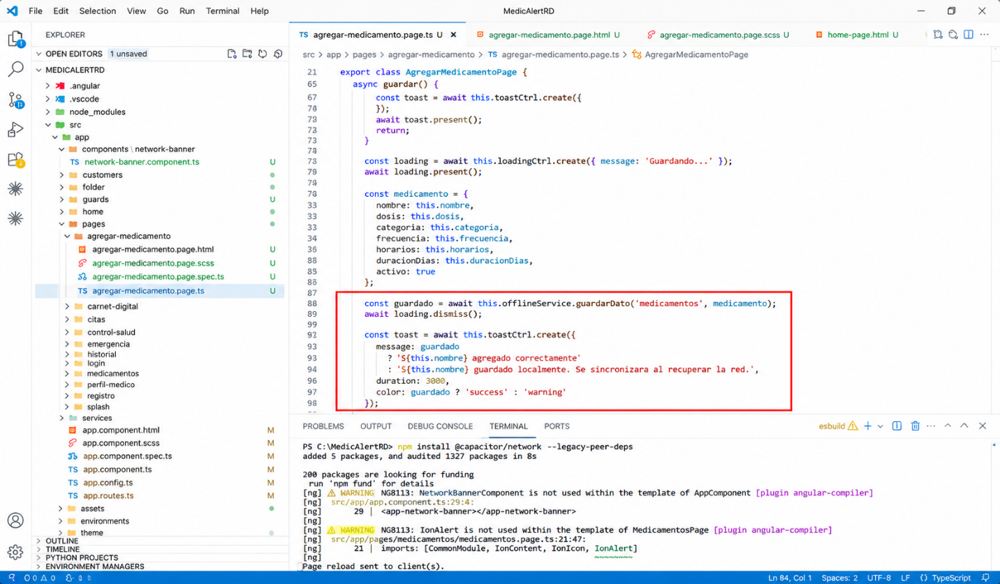 File Edit Selection View Go Run Terminal Help
MedicAlertRD
EXPLORER
OPEN EDITORS 1 unsaved
MEDICALERTRD
.angular
.vscode
node_modules
src
app
components \ network-banner
TS network-banner.component.ts U
customers
folder
guards U
home
pages
agregar-medicamento
agregar-medicamento.page.html U
agregar-medicamento.page.scss U
agregar-medicamento.page.spec.ts U
TS agregar-medicamento.page.ts U
carnet-digital
citas
control-salud
emergencia
historial
login
medicamentos
perfil-medico
registro
splash
services
app.component.html M
app.component.scss M
app.component.spec.ts M
TS app.component.ts M
TS app.config.ts M
TS app.routes.ts M
assets
environments
theme
OUTLINE
TIMELINE
PYTHON PROJECTS
ENVIRONMENT MANAGERS
TS agregar-medicamento.page.ts U
agregar-medicamento.page.html U
agregar-medicamento.page.scss U
home-page.html U
src > app > pages > agregar-medicamento > TS agregar-medicamento.page.ts > AgregarMedicamentoPage
21 export class AgregarMedicamentoPage {
65 async guardar() {
67 const toast = await this.toastCtrl.create({
70 });
78 await toast.present();
73 return;
73 }
74
73 const loading = await this.loadingCtrl.create({ message: 'Guardando...' });
79 await loading.present();
79
78 const medicamento = {
33 nombre: this.nombre,
33 dosis: this.dosis,
33 categoria: this.categoria,
34 frecuencia: this.frecuencia,
36 horarios: this.horarios,
88 duracionDias: this.duracionDias,
85 activo: true
86 };
87
88 const guardado = await this.offlineService.guardarDato('medicamentos', medicamento);
89 await loading.dismiss();
99
91 const toast = await this.toastCtrl.create({
93 message: guardado
93 ? 'S{this.nombre} agregado correctamente'
94 : 'S{this.nombre} guardado localmente. Se sincronizara al recuperar la red.',
96 duration: 3000,
97 color: guardado ? 'success' : 'warning'
98 });
PROBLEMS OUTPUT DEBUG CONSOLE TERMINAL PORTS
esbuild
PS C:\MedicAlertRD> npm install @capacitor/network --legacy-peer-deps
added 5 packages, and audited 1327 packages in 8s
200 packages are looking for funding
run 'npm fund' for details
[ng] WARNING NG8113: NetworkBannerComponent is not used within the template of AppComponent [plugin angular-compiler]
[ng] src/app/app.component.ts:29:4:
[ng] 29 | <app-network-banner></app-network-banner>
[ng]
[ng] WARNING NG8113: IonAlert is not used within the template of MedicamentosPage [plugin angular-compiler]
[ng] src/app/pages/medicamentos/medicamentos.page.ts:21:47:
[ng] 21 | imports: [CommonModule, IonContent, IonIcon, IonAlert]
[ng] ~~~~~~~~
Page reload sent to client(s).
0 0
Ln 84, Col 1 Spaces: 2 UTF-8 LF {} TypeScript